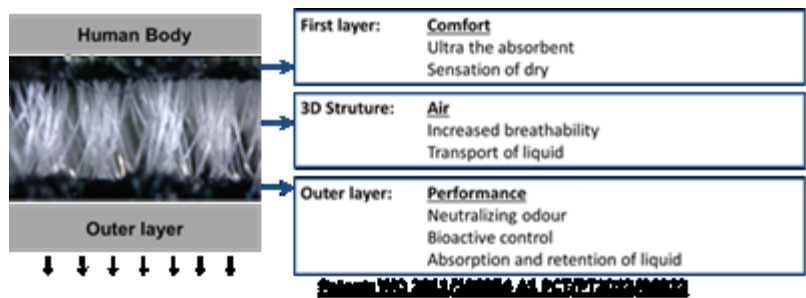 Human Body
First layer: Comfort
Ultra the absorbent
Sensation of dry
3D Struture: Air
Increased breathability
Transport of liquid
Outer layer: Performance
Neutralizing odour
Bioactive control
Absorption and retention of liquid
Outer layer